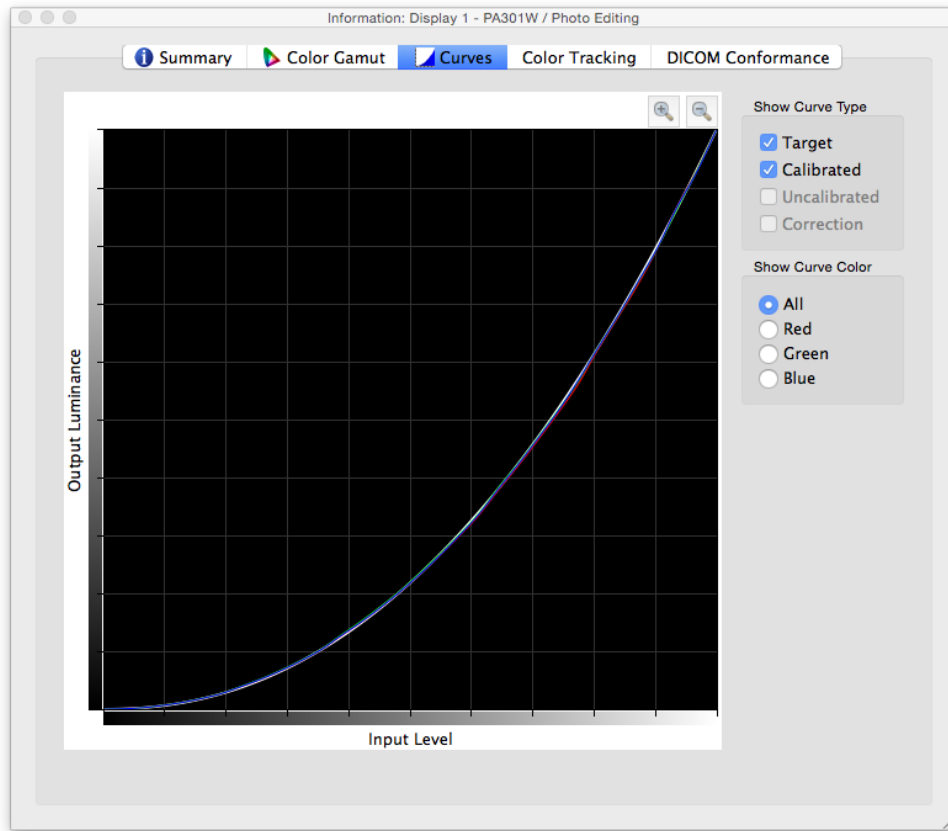 Information: Display 1 - PA301W / Photo Editing
Summary
Color Gamut
Curves
Color Tracking
DICOM Conformance
Show Curve Type
Target
Calibrated
Uncalibrated
Correction
Show Curve Color
All
Red
Green
Blue
Output Luminance
Input Level